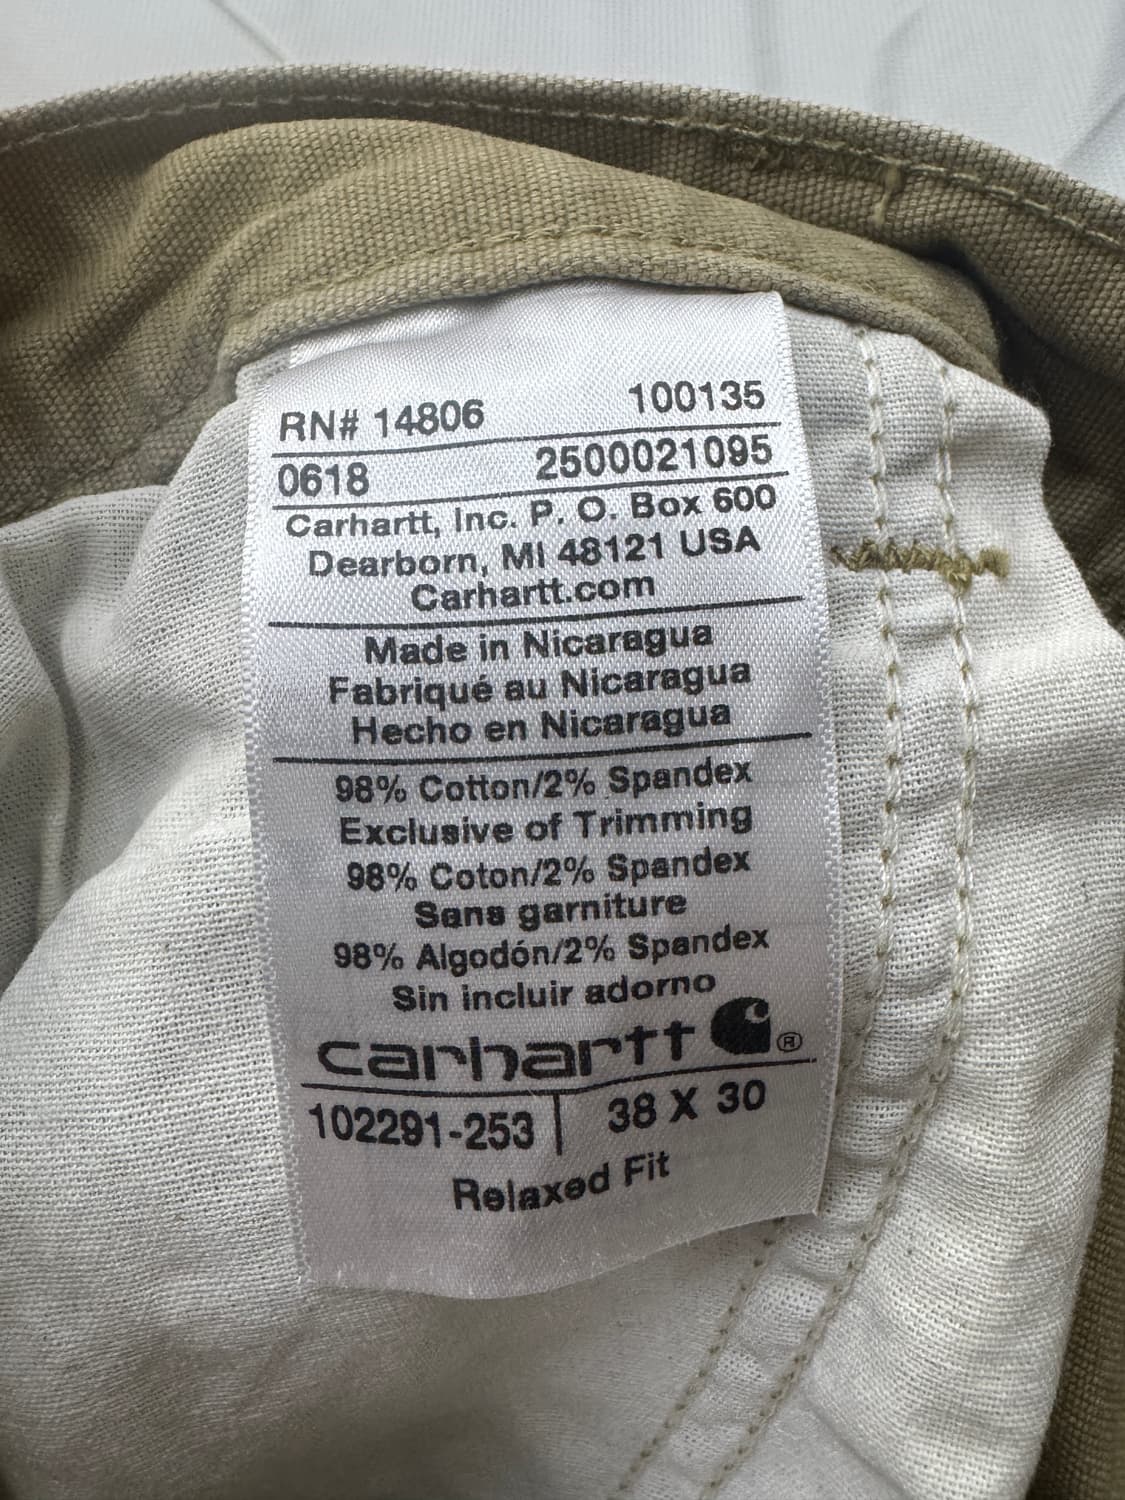 RN# 14806 100135
0618 2500021095
Carhartt, Inc. P. O. Box 600
Dearborn, MI 48121 USA
Carhartt.com
Made in Nicaragua
Fabriqué au Nicaragua
Hecho en Nicaragua
98% Cotton/2% Spandex
Exclusive of Trimming
98% Coton/2% Spandex
Sans garniture
98% Algodón/2% Spandex
Sin incluir adorno
carhartt ®
102291-253 | 38 X 30
Relaxed Fit